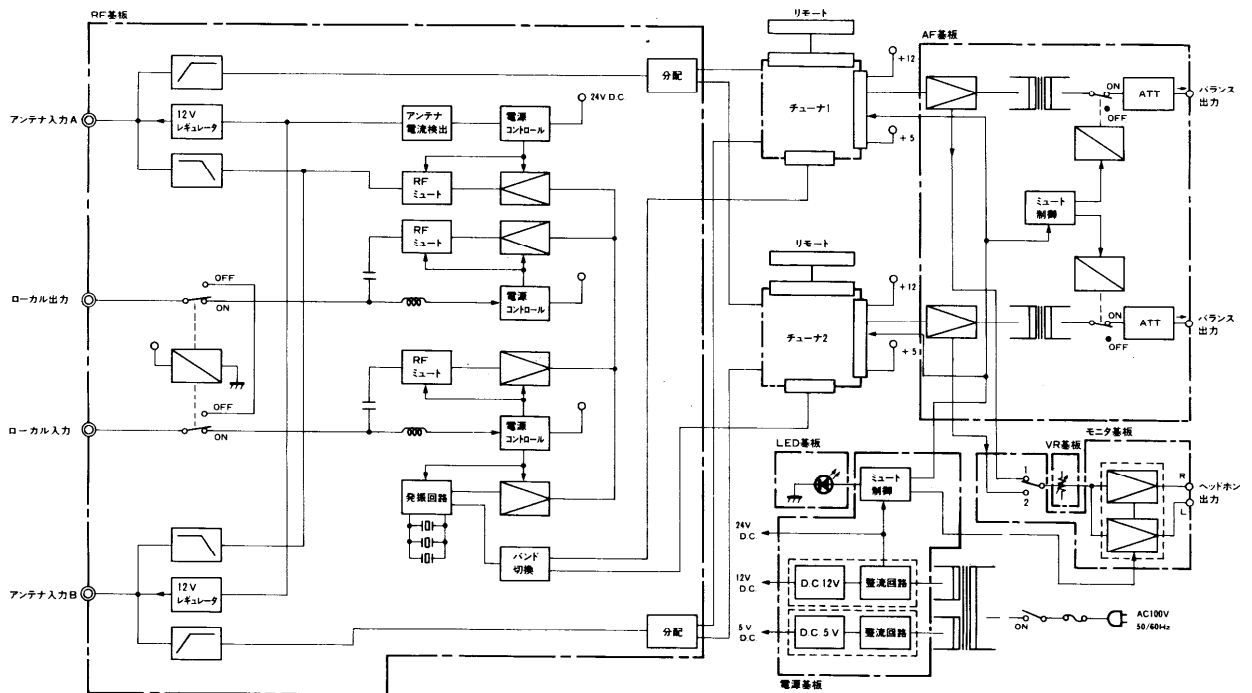 RF基板
リモート
AF基板
分配
+12
チューナ1
+5
ON
OFF
ATT
バランス
出力
アンテナ入力A
12V
レギュレータ
アンテナ
電流検出
電源
コントロール
24V D.C.
RF
ミュート
RF
ミュート
ミュート
制御
OFF
ON
ローカル出力
電源
コントロール
リモート
+12
チューナ2
+5
ON
OFF
ATT
バランス
出力
RF
ミュート
OFF
ON
ローカル入力
電源
コントロール
発振回路
バンド
切換
LED基板
ミュート
制御
1
2
VR基板
モニタ基板
R
L
ヘッドホン
出力
24V
D.C.
12V
D.C.
D.C.12V
整流回路
5V
D.C.
D.C.5V
整流回路
ON
AC100V
50/60Hz
電源基板
12V
レギュレータ
アンテナ入力B
分配